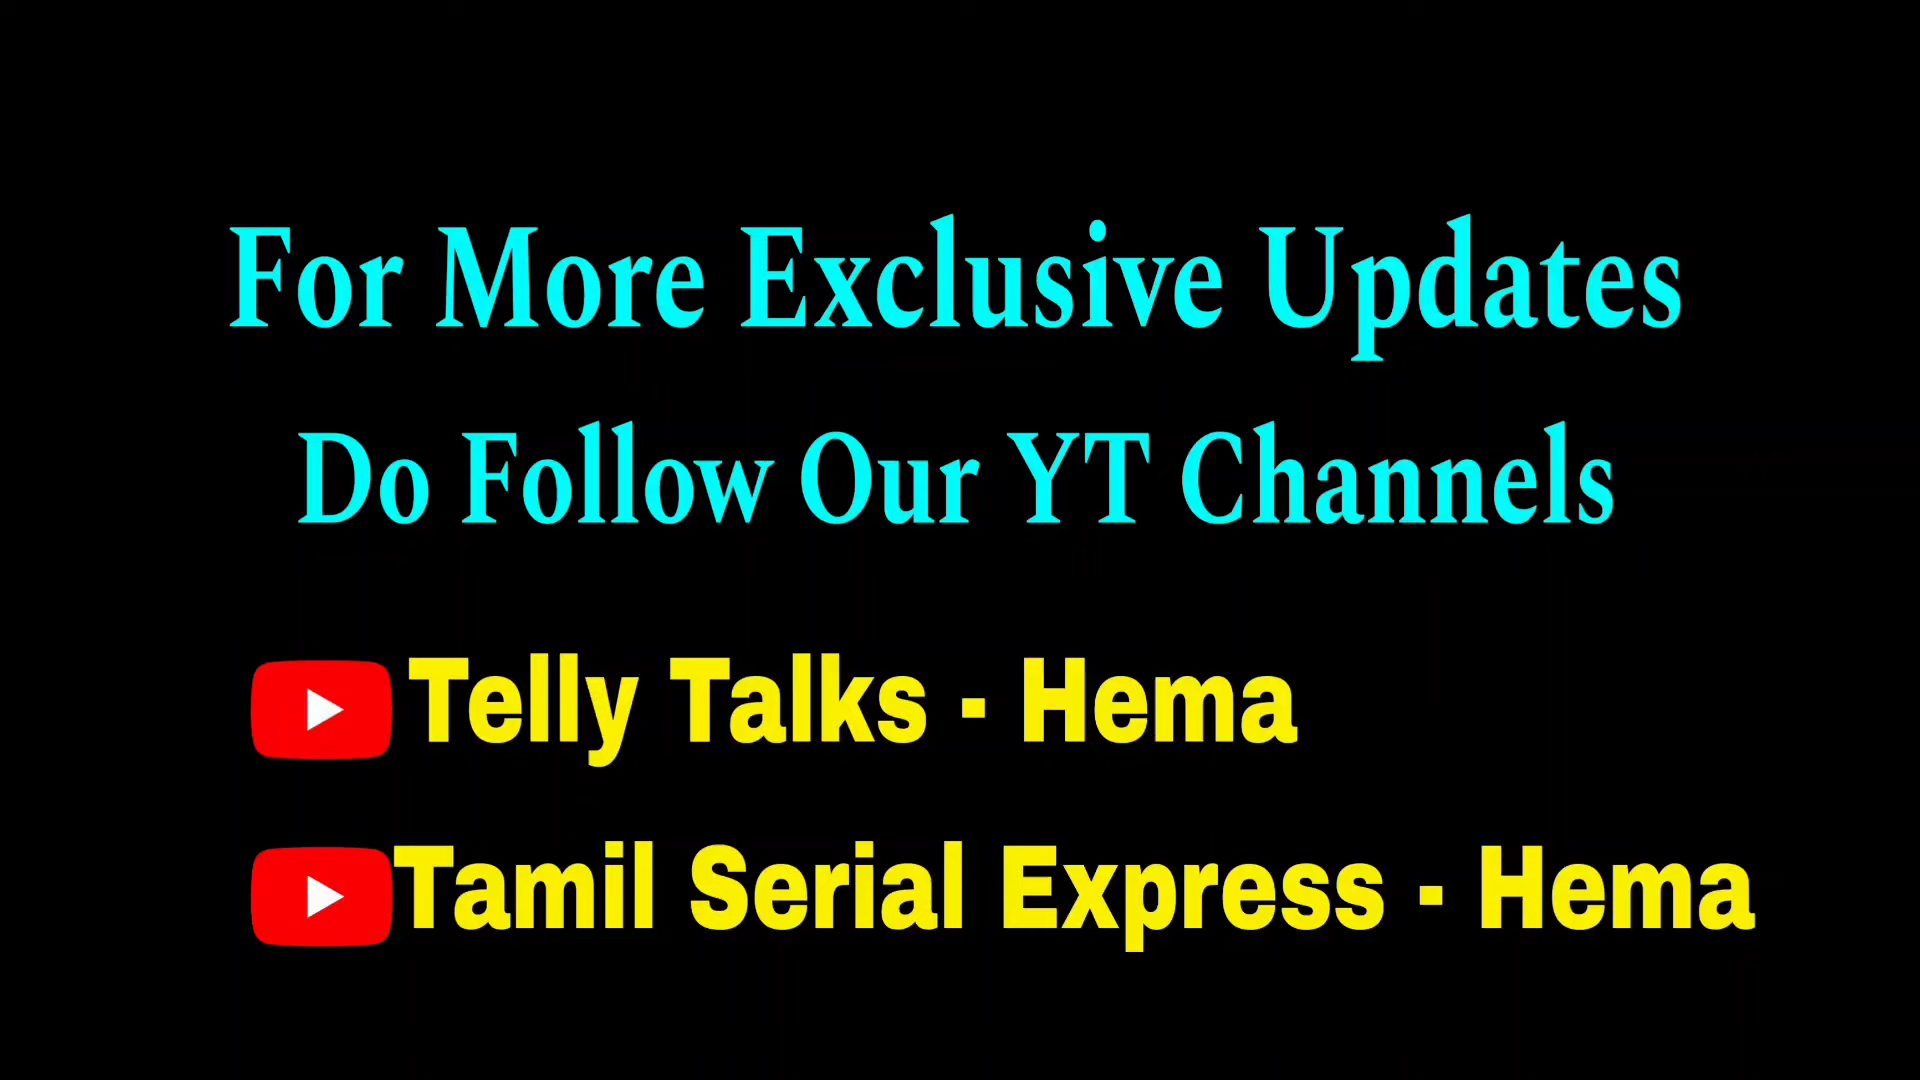 For More Exclusive Updates
Do Follow Our YT Channels
Telly Talks - Hema
Tamil Serial Express - Hema